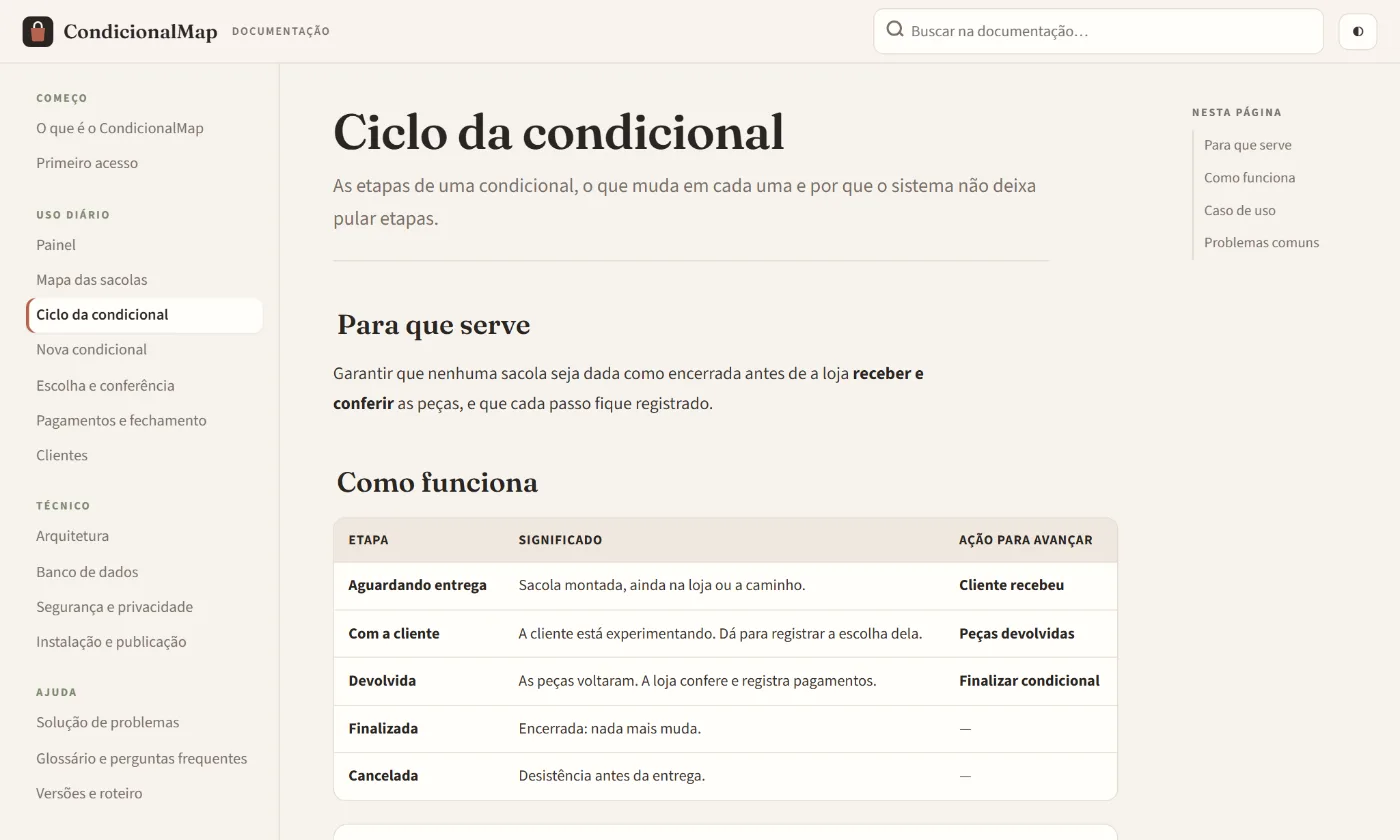 CondicionalMap DOCUMENTAÇÃO
Buscar na documentação…
COMEÇO
O que é o CondicionalMap
Primeiro acesso
USO DIÁRIO
Painel
Mapa das sacolas
Ciclo da condicional
Nova condicional
Escolha e conferência
Pagamentos e fechamento
Clientes
TÉCNICO
Arquitetura
Banco de dados
Segurança e privacidade
Instalação e publicação
AJUDA
Solução de problemas
Glossário e perguntas frequentes
Versões e roteiro
Ciclo da condicional
As etapas de uma condicional, o que muda em cada uma e por que o sistema não deixa
pular etapas.
Para que serve
Garantir que nenhuma sacola seja dada como encerrada antes de a loja receber e
conferir as peças, e que cada passo fique registrado.
Como funciona
ETAPA SIGNIFICADO AÇÃO PARA AVANÇAR
Aguardando entrega Sacola montada, ainda na loja ou a caminho. Cliente recebeu
Com a cliente A cliente está experimentando. Dá para registrar a escolha dela. Peças devolvidas
Devolvida As peças voltaram. A loja confere e registra pagamentos. Finalizar condicional
Finalizada Encerrada: nada mais muda. —
Cancelada Desistência antes da entrega. —
NESTA PÁGINA
Para que serve
Como funciona
Caso de uso
Problemas comuns